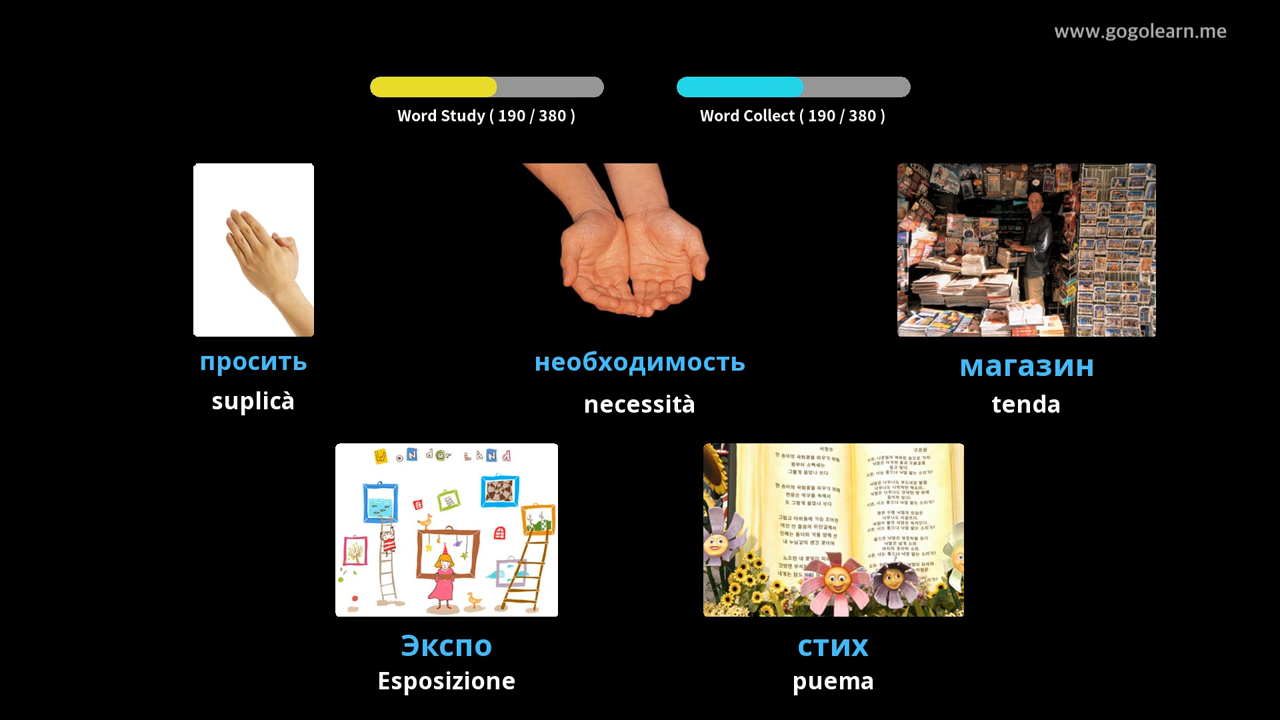 www.gogolearn.me
Word Study ( 190 / 380 )
Word Collect ( 190 / 380 )
просить
suplicà
необходимость
necessità
магазин
tenda
Экспо
Esposizione
стих
puema